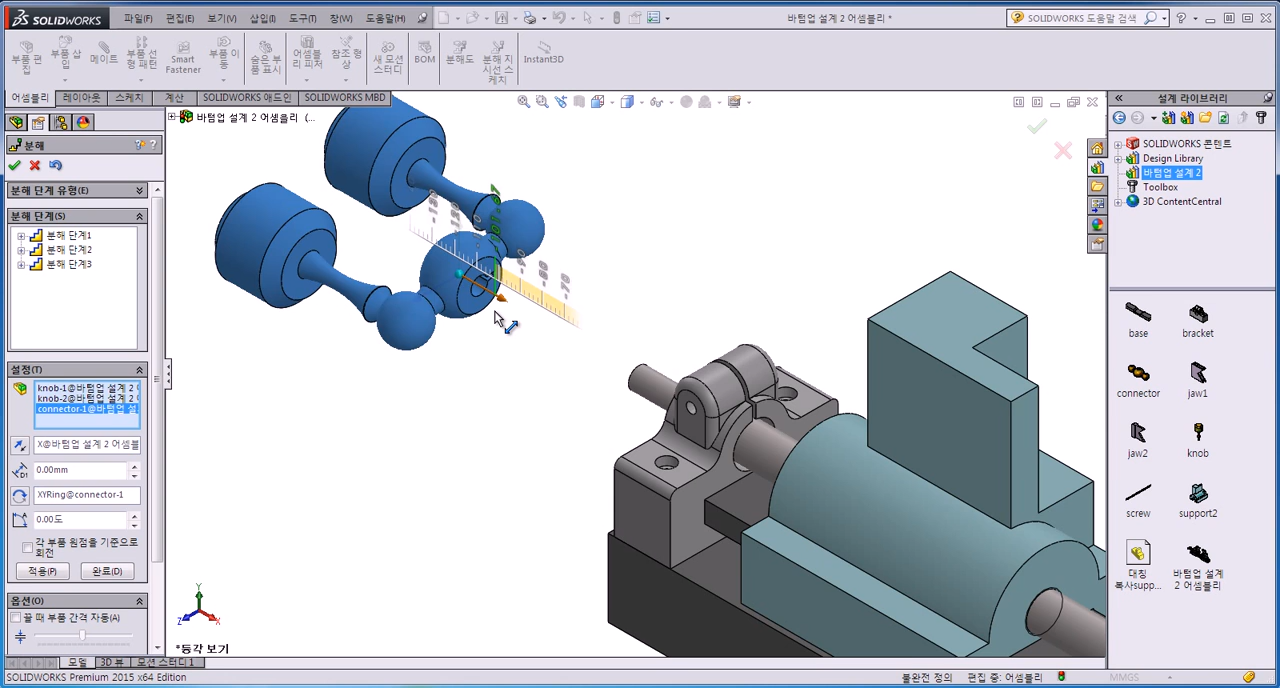 SOLIDWORKS
파일(F) 편집(E) 보기(V) 삽입(I) 도구(T) 창(W) 도움말(H)
바텀업 설계 2 어셈블리 *
SOLIDWORKS 도움말 검색
부품 편집
부품 삽입
메이트
부품 선형 패턴
Smart Fastener
부품 이동
숨은 부품 표시
어셈블리 피처
참조 형상
새 모션 스터디
BOM
분해도
분해 지시선 스케치
Instant3D
어셈블리 레이아웃 스케치 계산 SOLIDWORKS 애드인 SOLIDWORKS MBD
바텀업 설계 2 어셈블리 (...
분해
분해 단계 유형(E)
분해 단계(S)
분해 단계1
분해 단계2
분해 단계3
설정(T)
knob-1@바텀업 설계 2 어
knob-2@바텀업 설계 2 어
connector-1@바텀업 설
X@바텀업 설계 2 어셈블
0.00mm
XYRing@connector-1
0.00도
각 부품 원점을 기준으로 회전
적용(P) 완료(D)
옵션(O)
끌 때 부품 간격 자동(A)
Y
Z
X
*등각 보기
모델 3D 뷰 모션 스터디 1
SOLIDWORKS Premium 2015 x64 Edition
불완전 정의 편집 중: 어셈블리 MMGS
설계 라이브러리
SOLIDWORKS 콘텐트
Design Library
바텀업 설계 2
Toolbox
3D ContentCentral
base bracket
connector jaw1
jaw2 knob
screw support2
대칭복사supp...
바텀업 설계 2 어셈블리